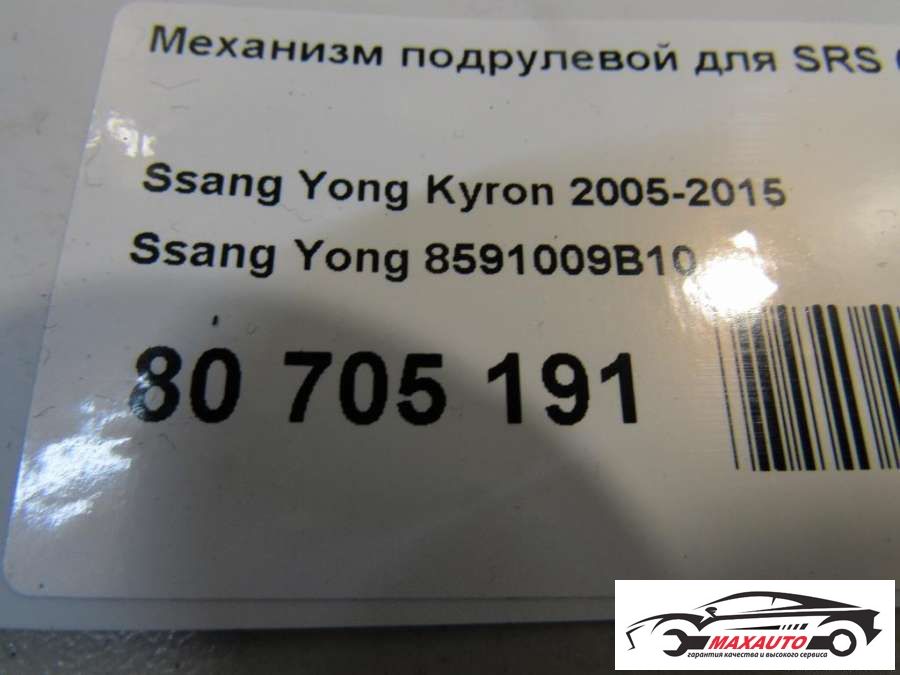 Механизм подрулевой для SRS
Ssang Yong Kyron 2005-2015
Ssang Yong 8591009B10
80 705 191
MAXAUTO
гарантия качества и высокого сервиса